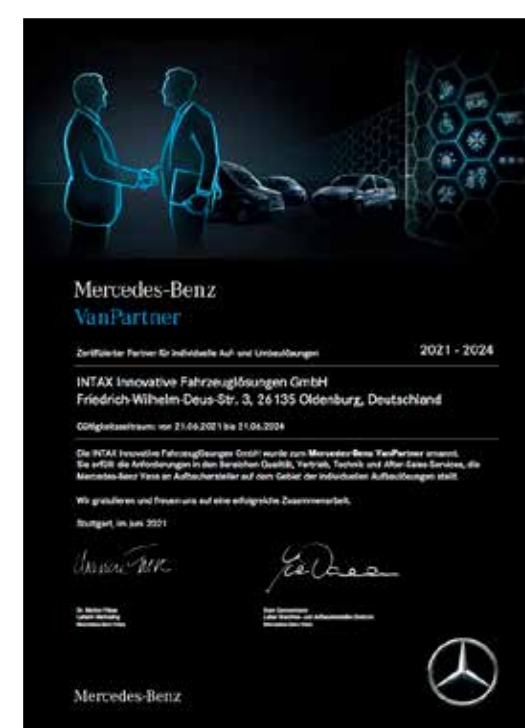 Mercedes-Benz
VanPartner
Zertifizierter Partner für individuelle Auf- und Umbaulösungen
2021 - 2024
INTAX Innovative Fahrzeuglösungen GmbH
Friedrich-Wilhelm-Deus-Str. 3, 26135 Oldenburg, Deutschland
Gültigkeitszeitraum: von 21.06.2021 bis 21.06.2024
Die INTAX Innovative Fahrzeuglösungen GmbH wurde zum Mercedes-Benz VanPartner ernannt.
Sie erfüllt die Anforderungen in den Bereichen Qualität, Vertrieb, Technik und After-Sales-Services, die
Mercedes-Benz Vans an Aufbauhersteller auf dem Gebiet der individuellen Aufbaulösungen stellt.
Wir gratulieren und freuen uns auf eine erfolgreiche Zusammenarbeit.
Stuttgart, im Juni 2021
Mercedes-Benz